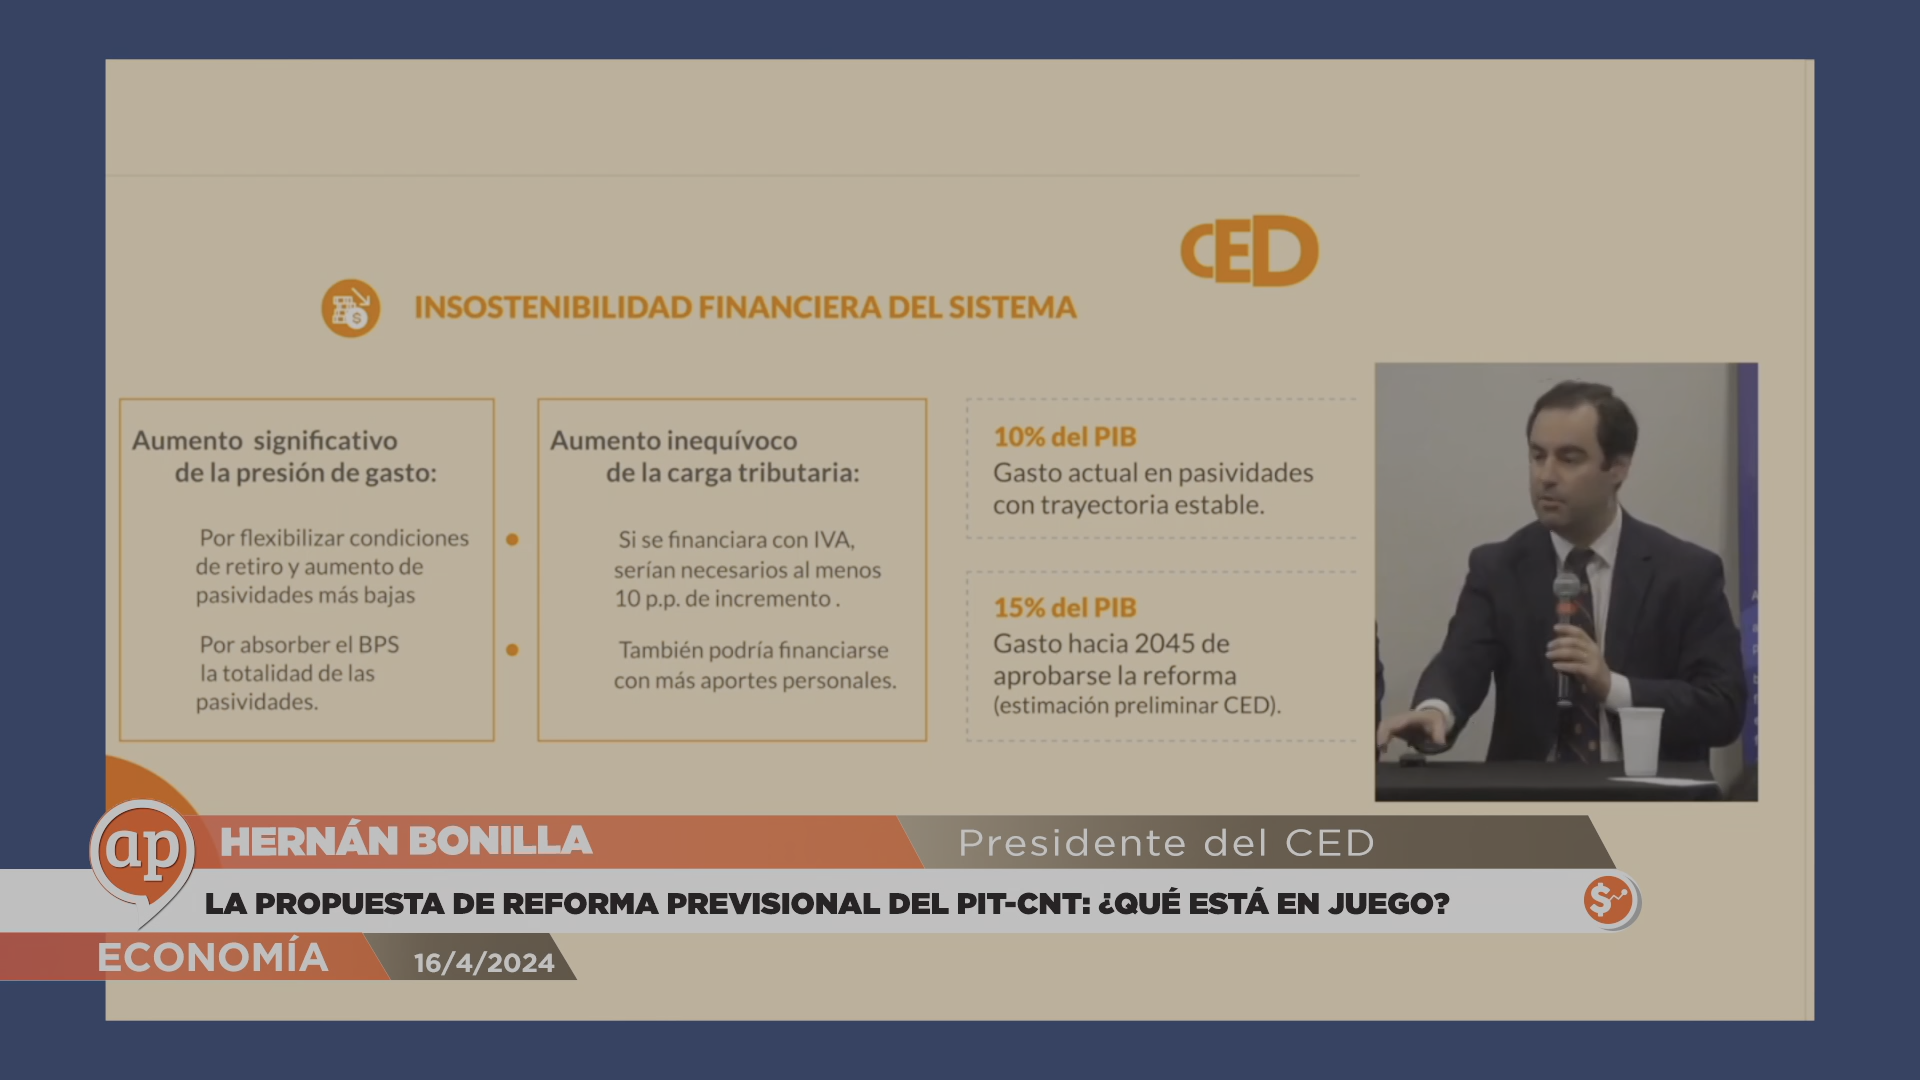 CED
INSOSTENIBILIDAD FINANCIERA DEL SISTEMA
Aumento significativo
de la presión de gasto:
Por flexibilizar condiciones
de retiro y aumento de
pasividades más bajas
Por absorber el BPS
la totalidad de las
pasividades.
Aumento inequívoco
de la carga tributaria:
Si se financiara con IVA,
serían necesarios al menos
10 p.p. de incremento .
También podría financiarse
con más aportes personales.
10% del PIB
Gasto actual en pasividades
con trayectoria estable.
15% del PIB
Gasto hacia 2045 de
aprobarse la reforma
(estimación preliminar CED).
ap
HERNÁN BONILLA
Presidente del CED
LA PROPUESTA DE REFORMA PREVISIONAL DEL PIT-CNT: ¿QUÉ ESTÁ EN JUEGO?
ECONOMÍA
16/4/2024